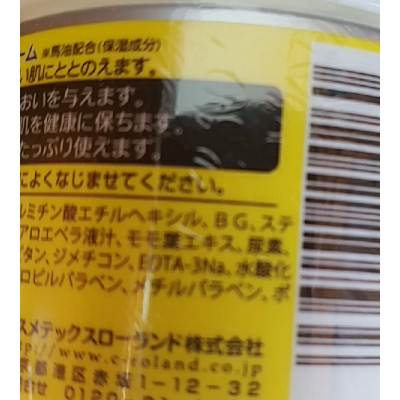 ーム ※馬油配合(保湿成分)
い肌にととのえます。
おいを与えます。
肌を健康に保ちます。
たっぷり使えます。
によくなじませてください。
ルミチン酸エチルヘキシル、BG、ステ
アロエベラ液汁、モモ葉エキス、尿素、
タン、ジメチコン、EDTA-3Na、水酸化
ロピルパラベン、メチルパラベン、ポ
スメテックスローランド株式会社
http://www.c-roland.co.jp
京都港区赤坂1-12-32
問合せ 0120-